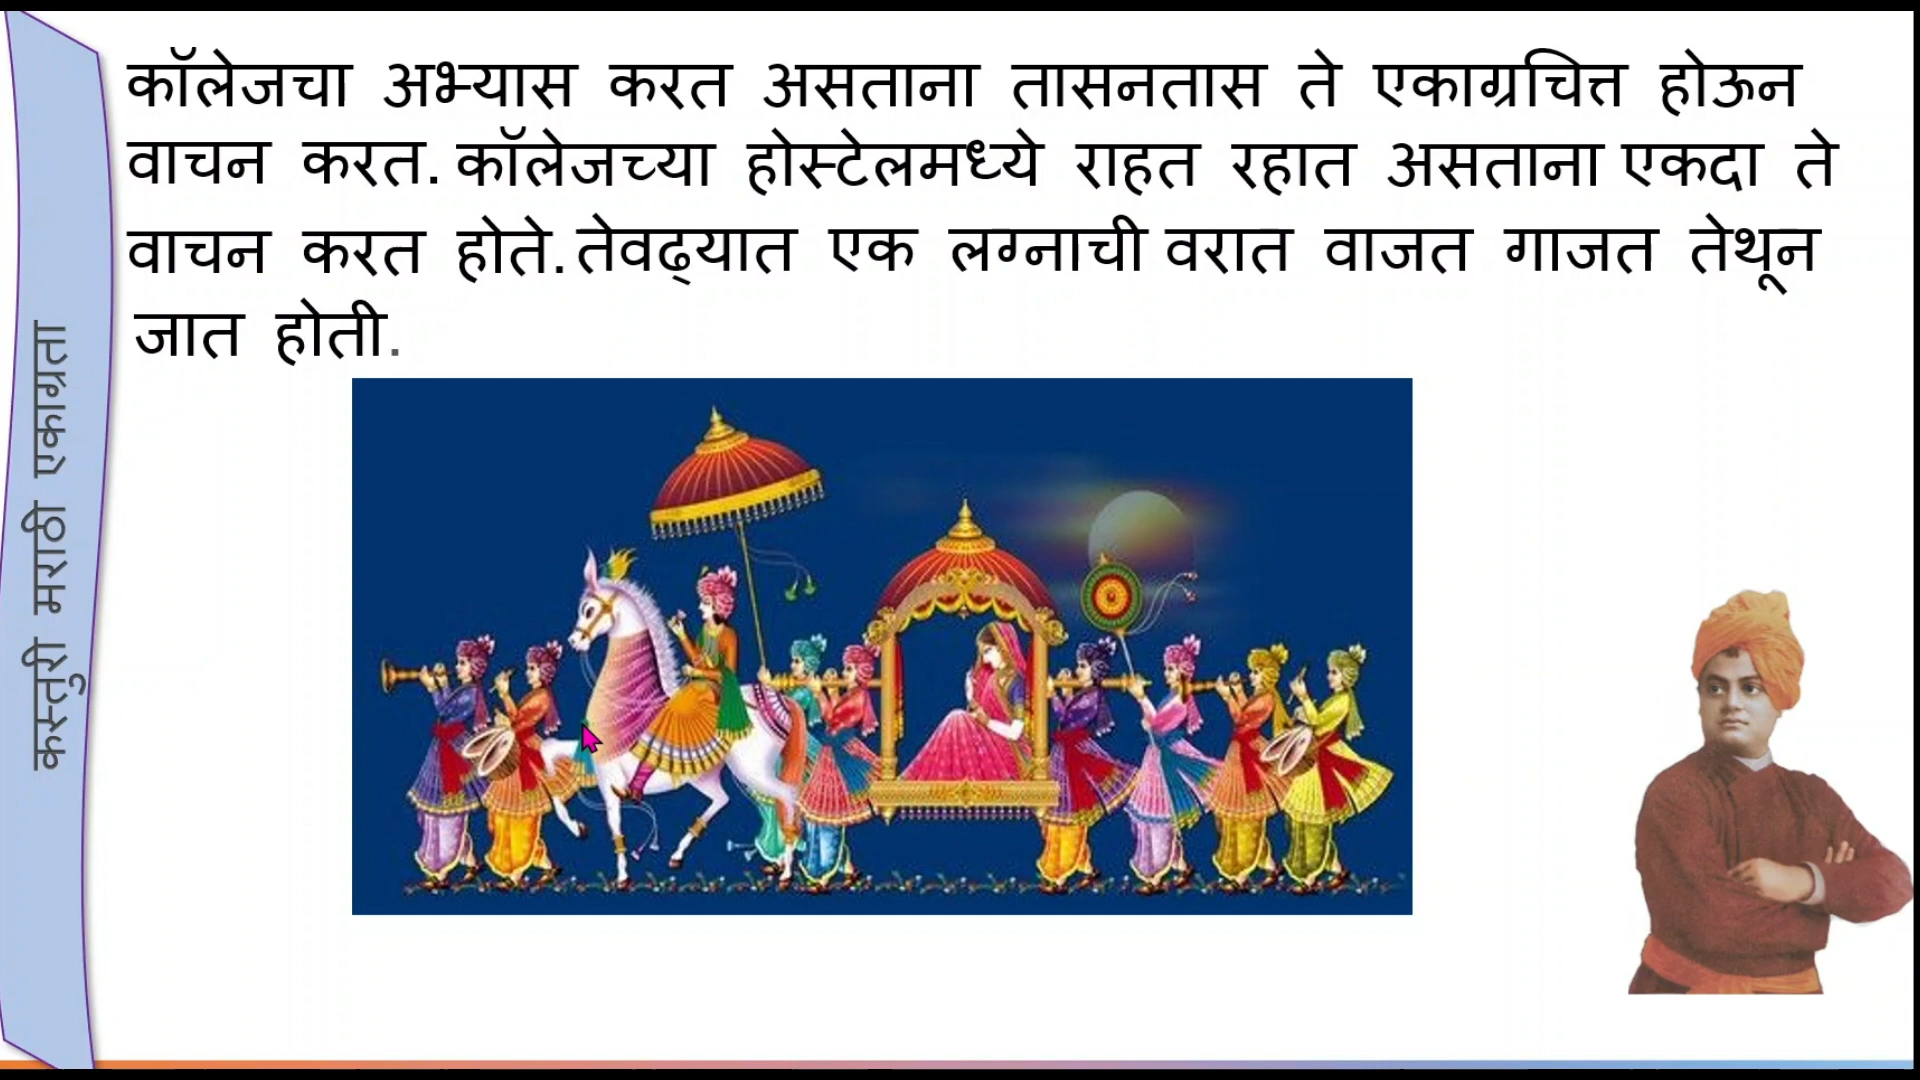 कॉलेजचा अभ्यास करत असताना तासनतास ते एकाग्रचित्त होऊन
वाचन करत. कॉलेजच्या होस्टेलमध्ये राहत रहात असताना एकदा ते
वाचन करत होते. तेवढ्यात एक लग्नाची वरात वाजत गाजत तेथून
जात होती.
कस्तुरी मराठी एकाग्रता